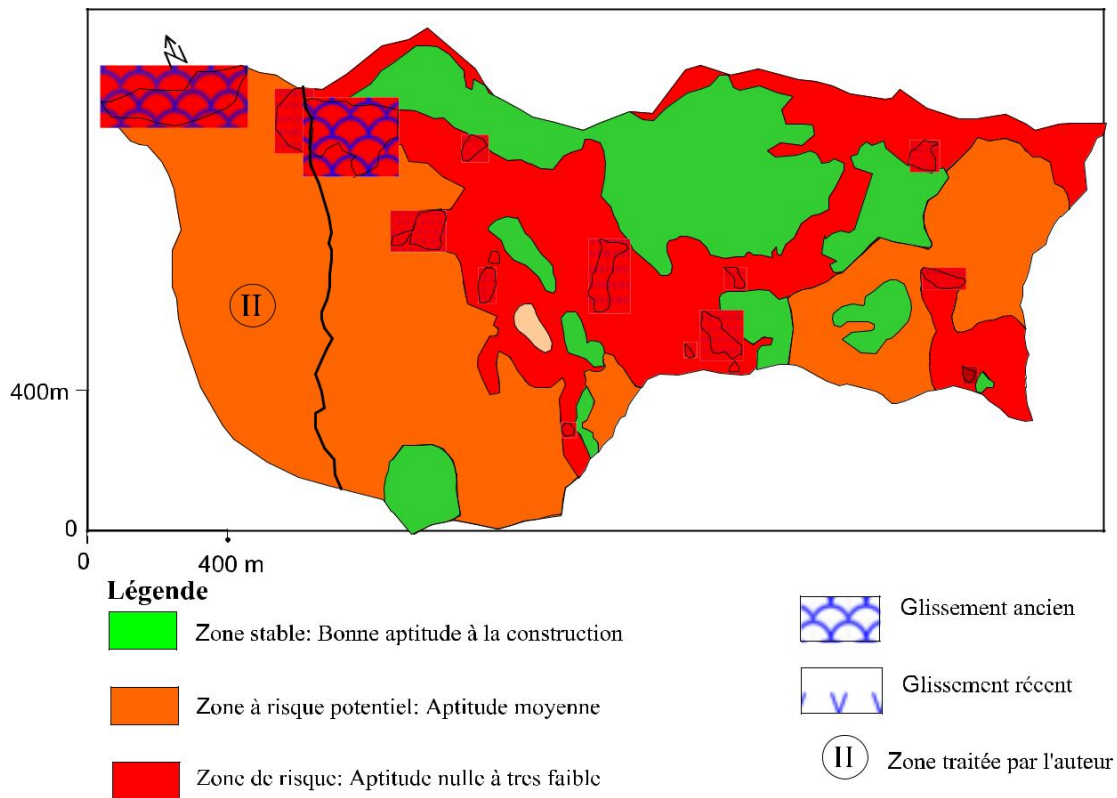 N
II
400m
0
0
400 m
Légende
Zone stable: Bonne aptitude à la construction
Zone à risque potentiel: Aptitude moyenne
Zone de risque: Aptitude nulle à tres faible
Glissement ancien
Glissement récent
II Zone traitée par l'auteur